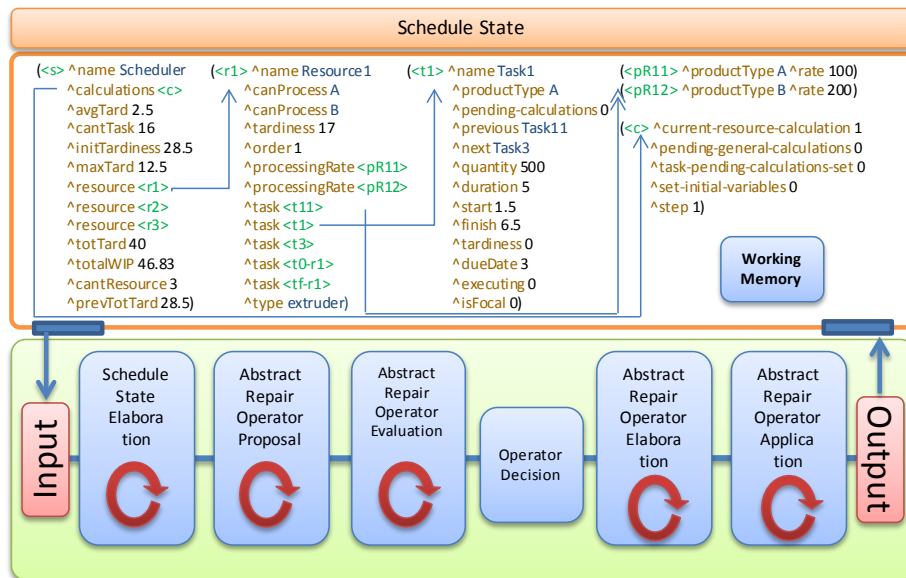 Schedule State
(<s> ^name Scheduler
^calculations <c>
^avgTard 2.5
^cantTask 16
^initTardiness 28.5
^maxTard 12.5
^resource <r1>
^resource <r2>
^resource <r3>
^totTard 40
^totalWIP 46.83
^cantResource 3
^prevTotTard 28.5)
(<r1> ^name Resource1
^canProcess A
^canProcess B
^tardiness 17
^order 1
^processingRate <pR11>
^processingRate <pR12>
^task <t11>
^task <t1>
^task <t3>
^task <t0-r1>
^task <tf-r1>
^type extruder)
(<t1> ^name Task1
^productType A
^pending-calculations 0
^previous Task11
^next Task3
^quantity 500
^duration 5
^start 1.5
^finish 6.5
^tardiness 0
^dueDate 3
^executing 0
^isFocal 0)
(<pR11> ^productType A ^rate 100)
(<pR12> ^productType B ^rate 200)
(<c> ^current-resource-calculation 1
^pending-general-calculations 0
^task-pending-calculations-set 0
^set-initial-variables 0
^step 1)
Working
Memory
Input
Schedule
State
Elabora
tion
Abstract
Repair
Operator
Proposal
Abstract
Repair
Operator
Evaluation
Operator
Decision
Abstract
Repair
Operator
Elabora
tion
Abstract
Repair
Operator
Applica
tion
Output